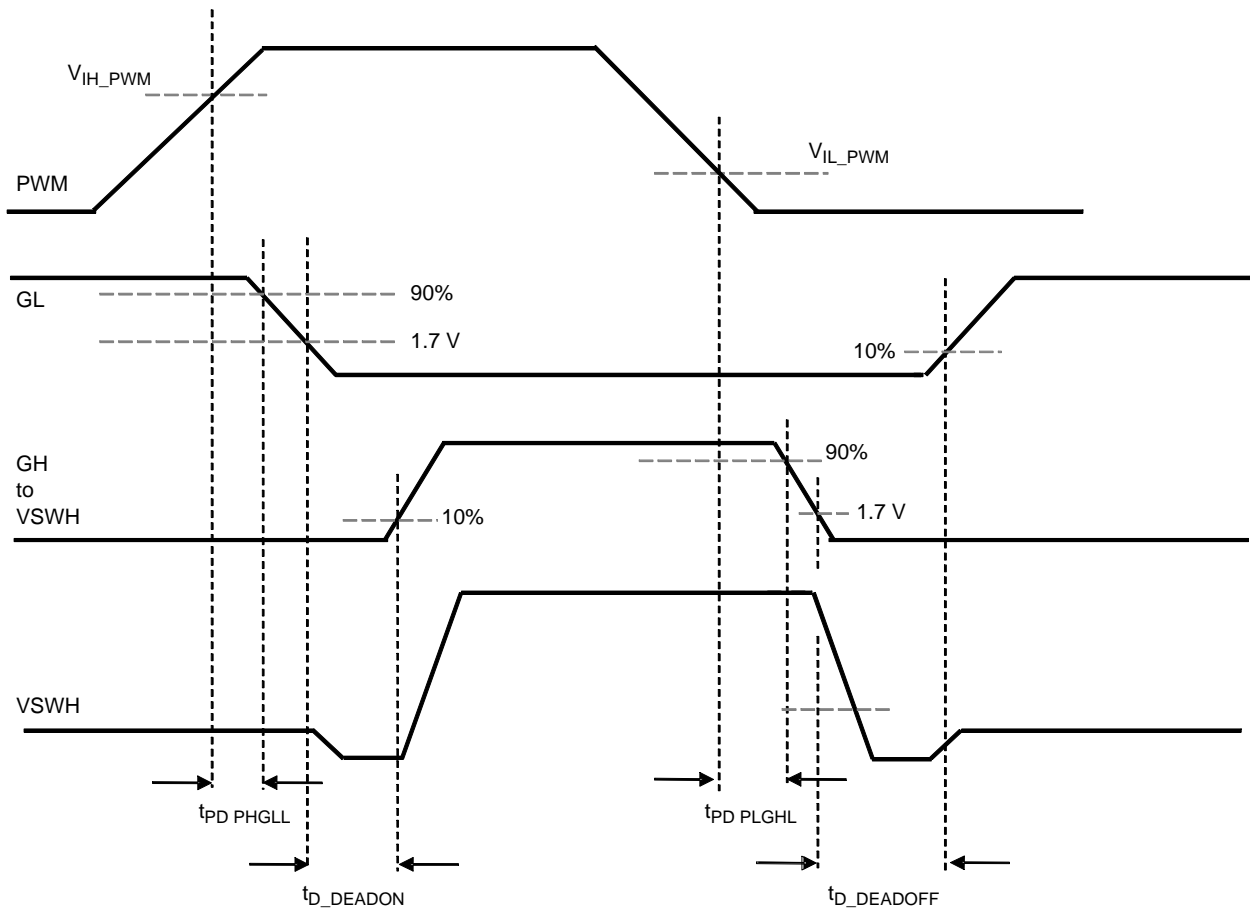 V_IH_PWM
V_IL_PWM
PWM
GL
90%
1.7 V
10%
GH
to
VSWH
90%
10%
1.7 V
VSWH
t_PD PHGLL
t_PD PLGHL
t_D_DEADON
t_D_DEADOFF